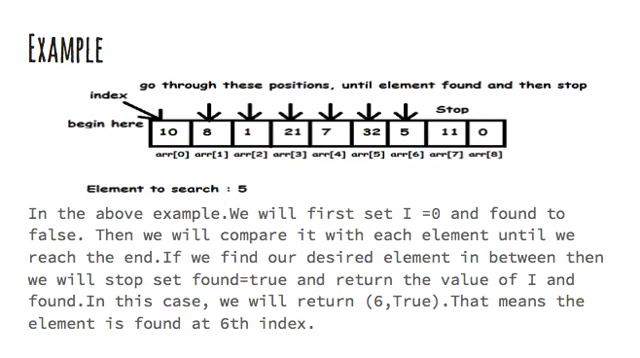 EXAMPLE
go through these positions, until element found and then stop
index
Stop
begin here
10 8 1 21 7 32 5 11 0
arr[0] arr[1] arr[2] arr[3] arr[4] arr[5] arr[6] arr[7] arr[8]
Element to search : 5
In the above example.We will first set I =0 and found to
false. Then we will compare it with each element until we
reach the end.If we find our desired element in between then
we will stop set found=true and return the value of I and
found.In this case, we will return (6,True).That means the
element is found at 6th index.